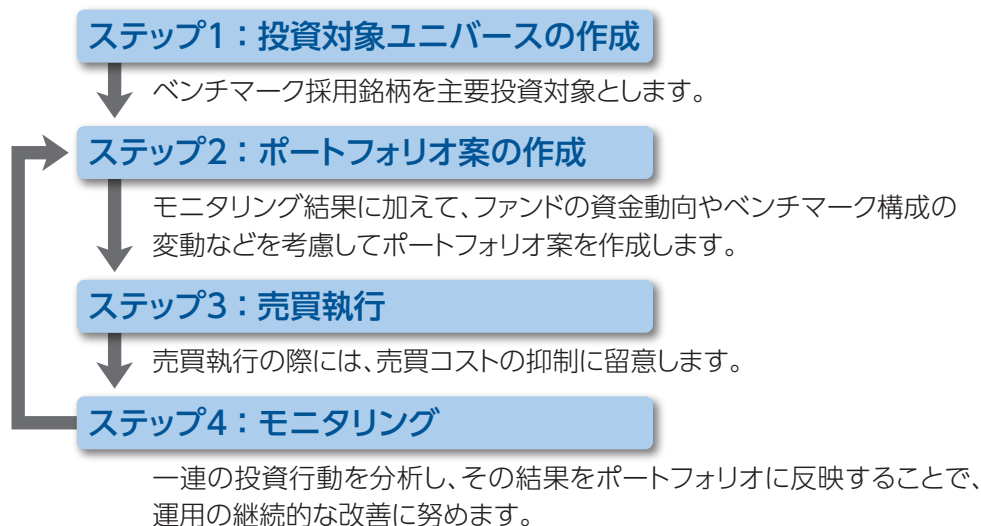 ステップ1：投資対象ユニバースの作成
ベンチマーク採用銘柄を主要投資対象とします。
ステップ2：ポートフォリオ案の作成
モニタリング結果に加えて、ファンドの資金動向やベンチマーク構成の
変動などを考慮してポートフォリオ案を作成します。
ステップ3：売買執行
売買執行の際には、売買コストの抑制に留意します。
ステップ4：モニタリング
一連の投資行動を分析し、その結果をポートフォリオに反映することで、
運用の継続的な改善に努めます。